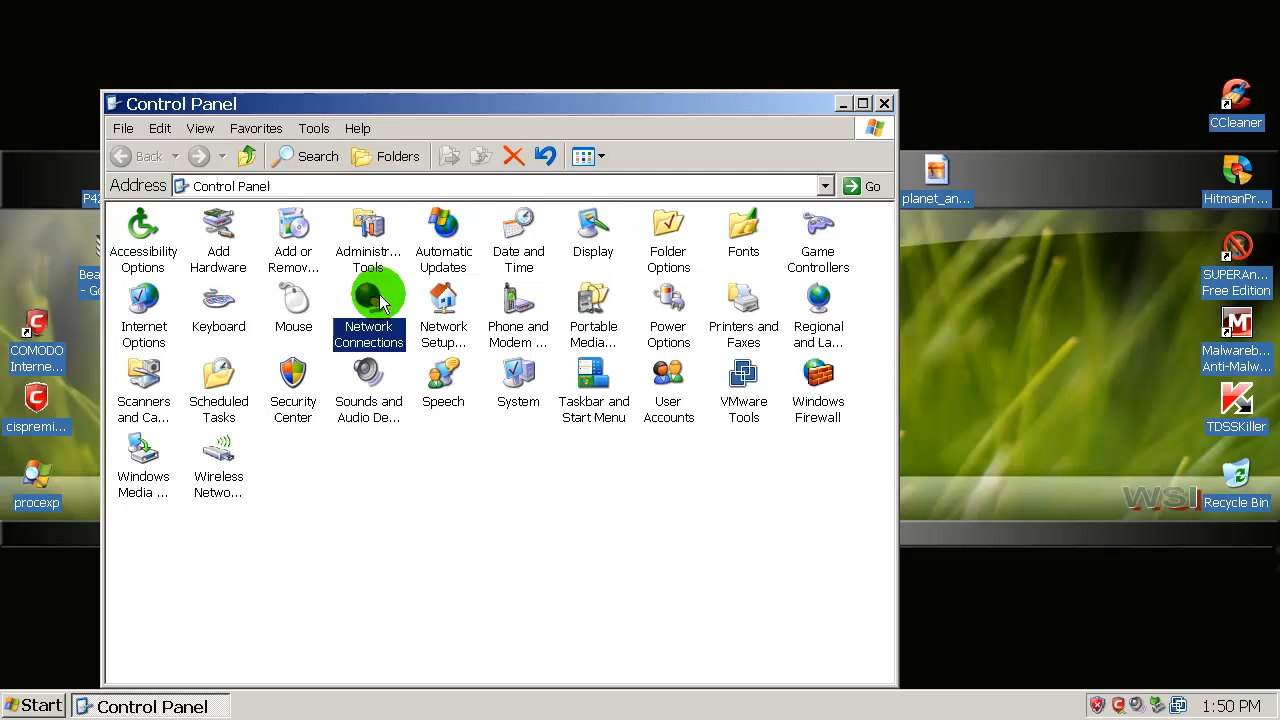 Control Panel
File Edit View Favorites Tools Help
Back Search Folders
Address Control Panel Go
Accessibility Options
Add Hardware
Add or Remov...
Administr... Tools
Automatic Updates
Date and Time
Display
Folder Options
Fonts
Game Controllers
Internet Options
Keyboard
Mouse
Network Connections
Network Setup...
Phone and Modem ...
Portable Media...
Power Options
Printers and Faxes
Regional and La...
Scanners and Ca...
Scheduled Tasks
Security Center
Sounds and Audio De...
Speech
System
Taskbar and Start Menu
User Accounts
VMware Tools
Windows Firewall
Windows Media ...
Wireless Netwo...
P4
Bea
- Go
COMODO
Interne...
cispremi...
procexp
planet_an...
CCleaner
HitmanPr...
SUPERAn...
Free Edition
Malwareb...
Anti-Malw...
TDSSKiller
WSI
Recycle Bin
Start Control Panel 1:50 PM